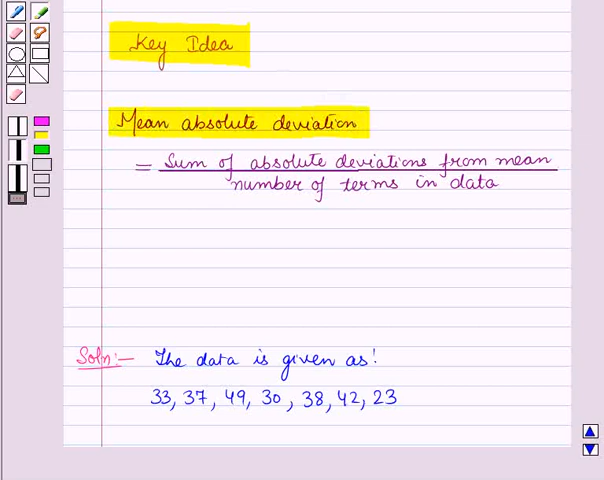 Key Idea
Mean absolute deviation
= Sum of absolute deviations from mean
number of terms in data
Soln:- The data is given as:
33, 37, 49, 30, 38, 42, 23